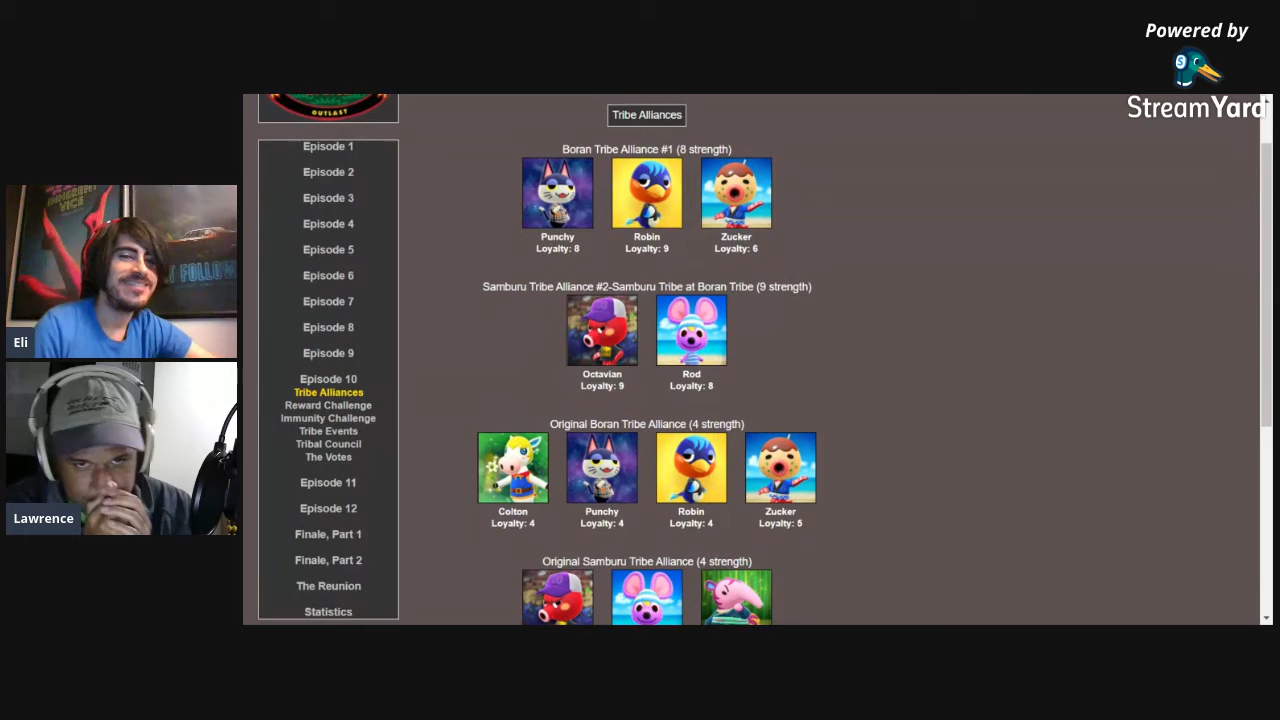 Powered by
StreamYard
OUTLAST
Tribe Alliances
Episode 1
Episode 2
Episode 3
Episode 4
Episode 5
Episode 6
Episode 7
Episode 8
Episode 9
Episode 10
Tribe Alliances
Reward Challenge
Immunity Challenge
Tribe Events
Tribal Council
The Votes
Episode 11
Episode 12
Finale, Part 1
Finale, Part 2
The Reunion
Statistics
Boran Tribe Alliance #1 (8 strength)
Punchy Robin Zucker
Loyalty: 8 Loyalty: 9 Loyalty: 6
Samburu Tribe Alliance #2-Samburu Tribe at Boran Tribe (9 strength)
Octavian Rod
Loyalty: 9 Loyalty: 8
Original Boran Tribe Alliance (4 strength)
Colton Punchy Robin Zucker
Loyalty: 4 Loyalty: 4 Loyalty: 4 Loyalty: 5
Original Samburu Tribe Alliance (4 strength)
INHERENT
VICE
IT FOLLOWS
Eli
Lawrence